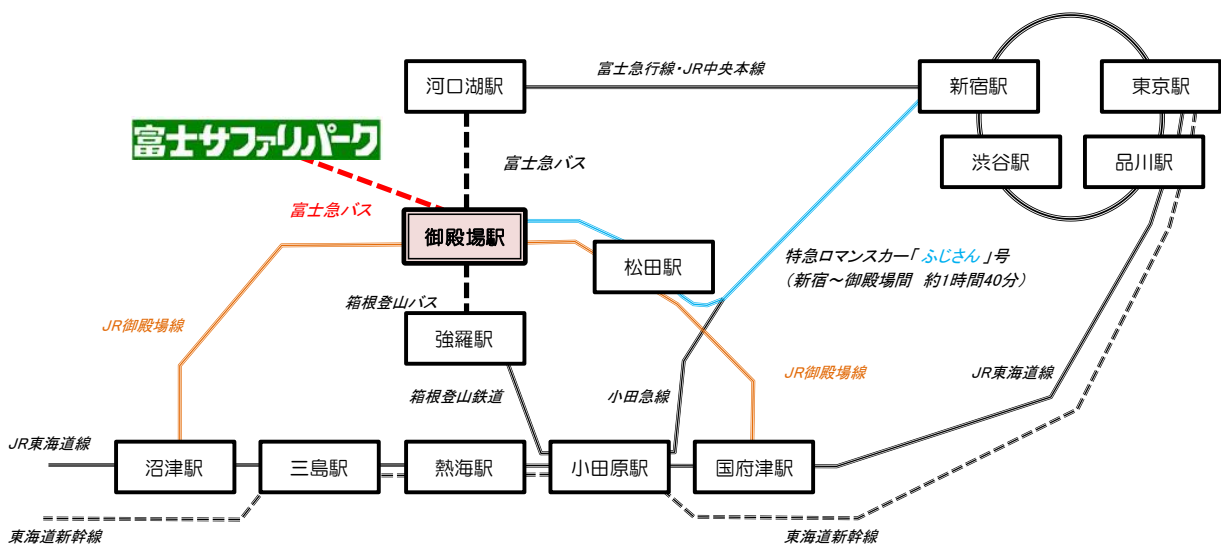 富士急行線・JR中央本線
河口湖駅
新宿駅
東京駅
富士サファリパーク
富士急バス
渋谷駅
品川駅
富士急バス
御殿場駅
松田駅
特急ロマンスカー「ふじさん」号
（新宿～御殿場間　約1時間40分）
箱根登山バス
JR御殿場線
強羅駅
JR御殿場線
JR東海道線
箱根登山鉄道
小田急線
JR東海道線
沼津駅
三島駅
熱海駅
小田原駅
国府津駅
東海道新幹線
東海道新幹線